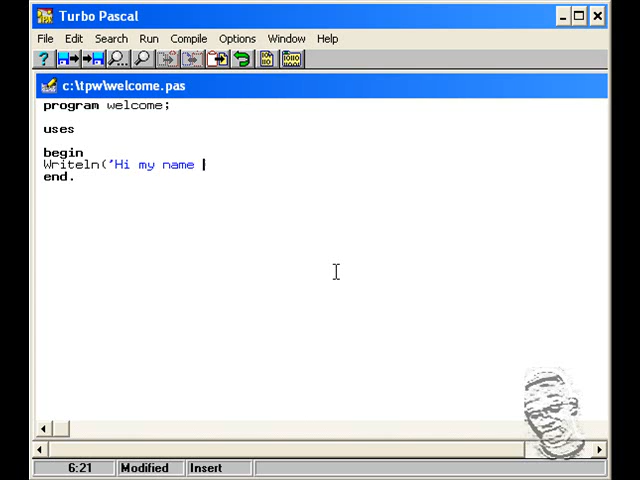 Turbo Pascal
File Edit Search Run Compile Options Window Help
c:\tpw\welcome.pas
program welcome;
uses
begin
Writeln('Hi my name
end.
6:21 Modified Insert